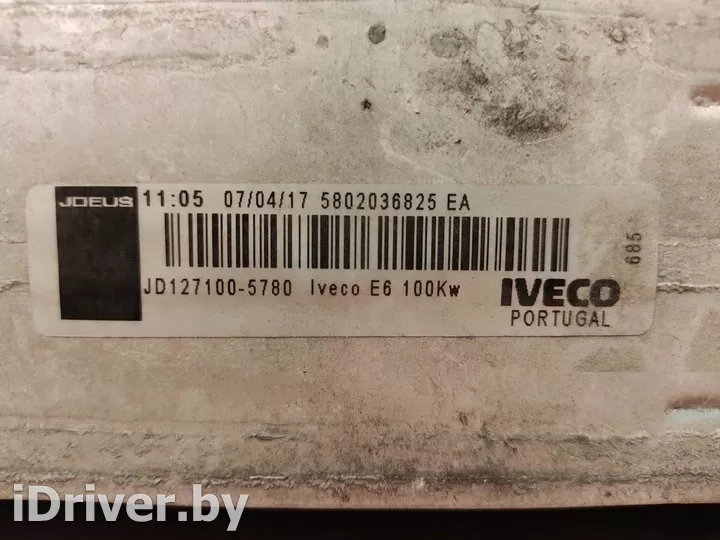 JDEUS 11:05 07/04/17 5802036825 EA
685
JD127100-5780 Iveco E6 100Kw IVECO
PORTUGAL
iDriver.by